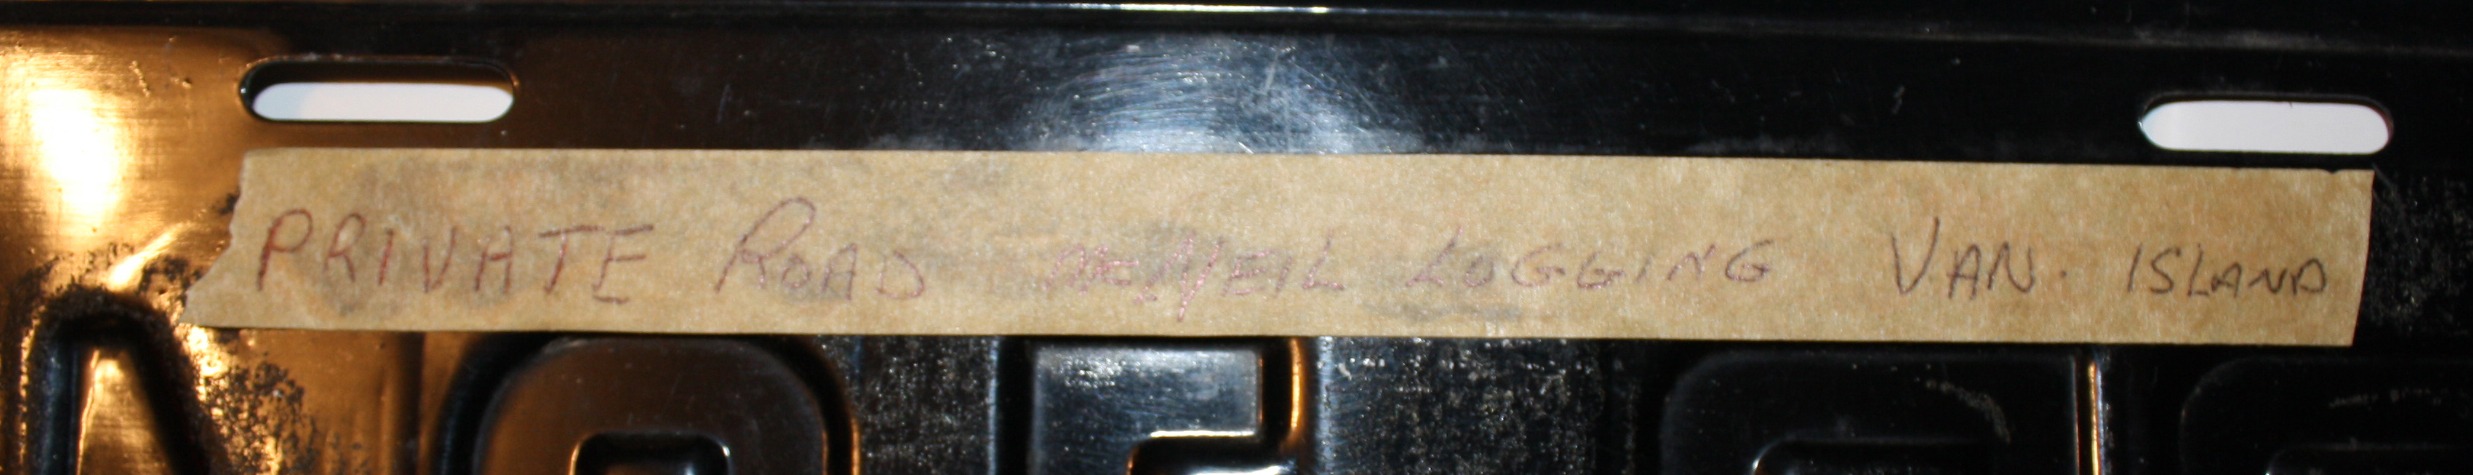 PRIVATE ROAD McNEIL LOGGING VAN. ISLAND